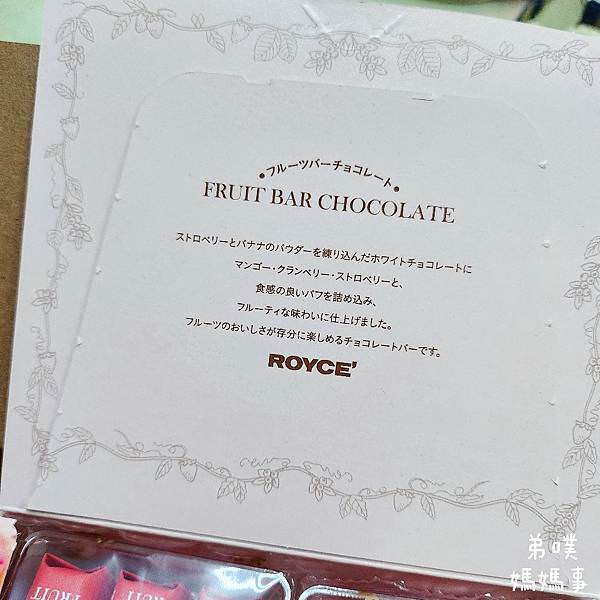 •フルーツバーチョコレート•
FRUIT BAR CHOCOLATE
ストロベリーとバナナのパウダーを練り込んだホワイトチョコレートに
マンゴー・クランベリー・ストロベリーと、
食感の良いパフを詰め込み、
フルーティな味わいに仕上げました。
フルーツのおいしさが存分に楽しめるチョコレートバーです。
ROYCE'
FRUIT
FRUIT
弟噗
媽媽事